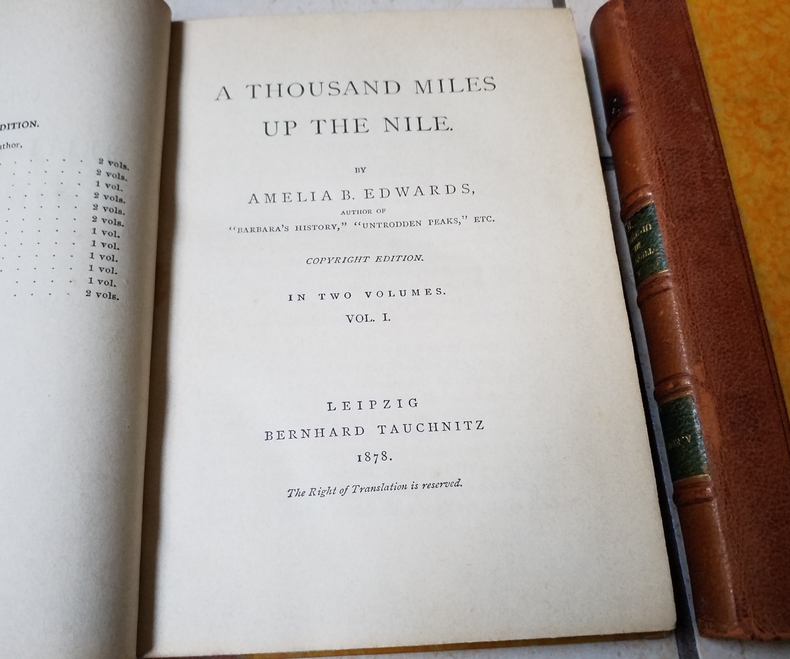 DITION.
uthor,
2 vols.
2 vols.
1 vol.
2 vols.
2 vols.
2 vols.
1 vol.
1 vol.
1 vol.
1 vol.
1 vol.
2 vols.
A THOUSAND MILES
UP THE NILE.
BY
AMELIA B. EDWARDS,
AUTHOR OF
"BARBARA'S HISTORY," "UNTRODDEN PEAKS," ETC.
COPYRIGHT EDITION.
IN TWO VOLUMES.
VOL. I.
LEIPZIG
BERNHARD TAUCHNITZ
1878.
The Right of Translation is reserved.